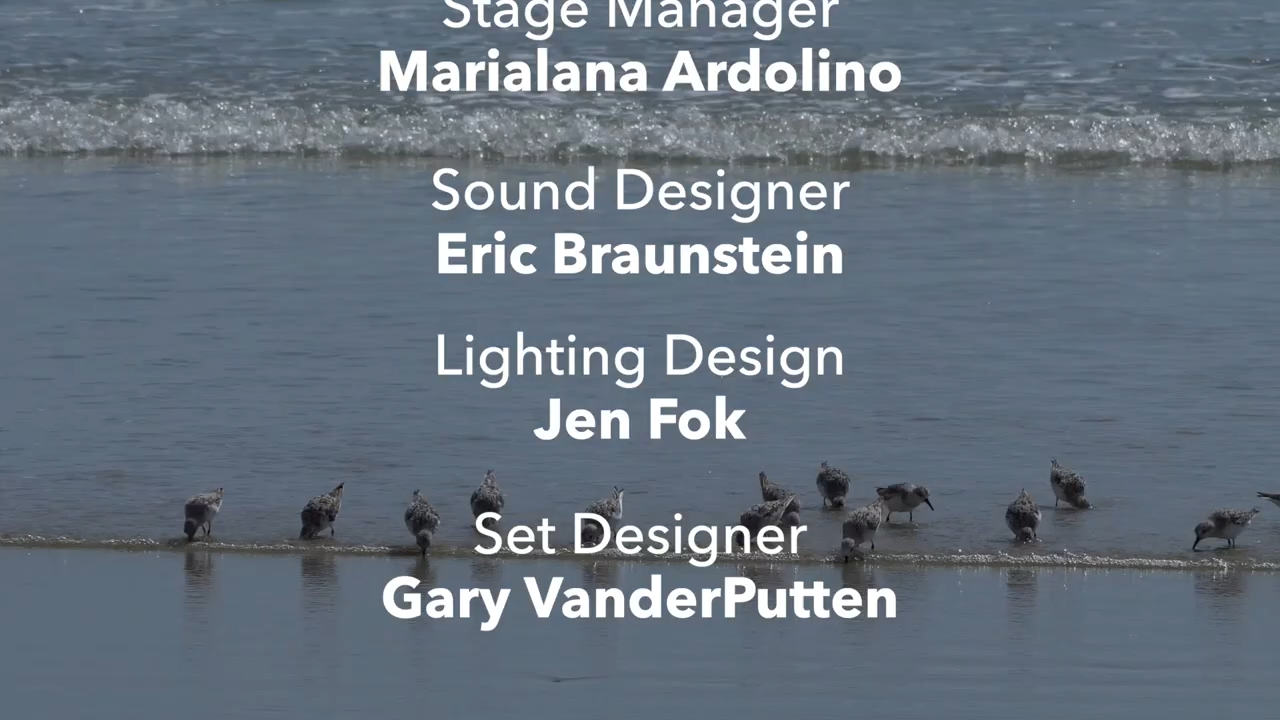 Stage Manager
Marialana Ardolino
Sound Designer
Eric Braunstein
Lighting Design
Jen Fok
Set Designer
Gary VanderPutten